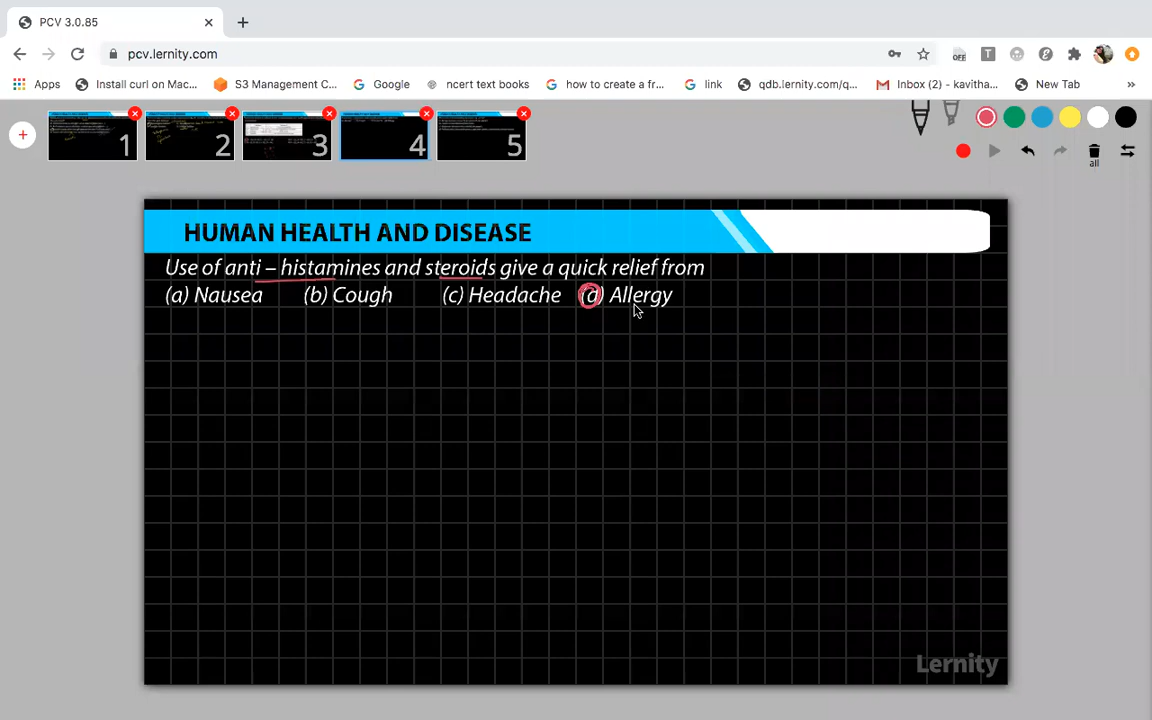 PCV 3.0.85
pcv.lernity.com
OFF T
Apps Install curl on Mac... S3 Management C... Google ncert text books how to create a fr... link qdb.lernity.com/q... Inbox (2) - kavitha... New Tab »
1 2 3 4 5
all
HUMAN HEALTH AND DISEASE
Use of anti – histamines and steroids give a quick relief from
(a) Nausea (b) Cough (c) Headache (d) Allergy
Lernity